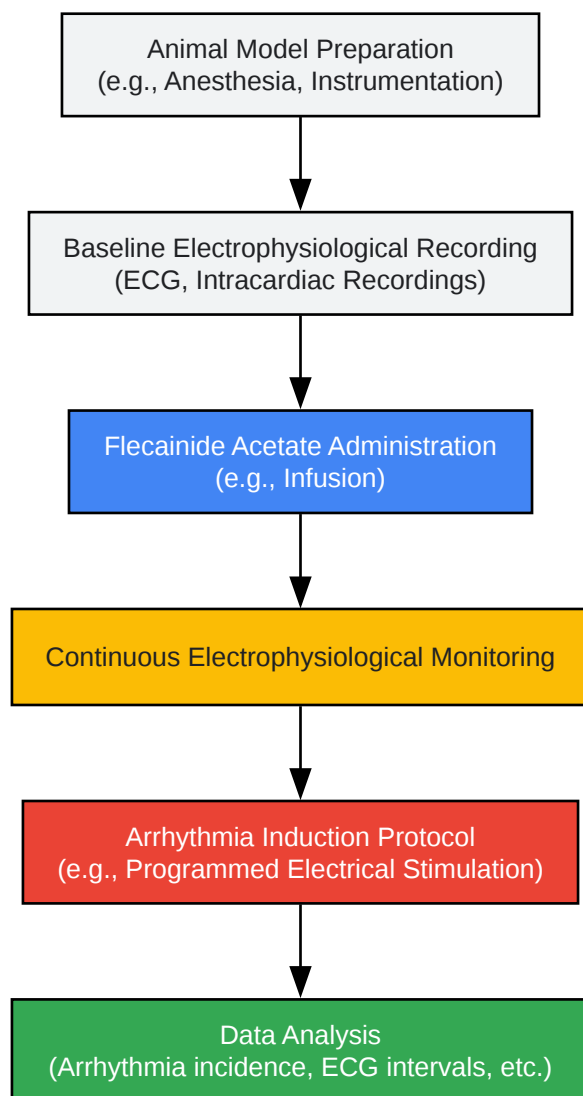 Animal Model Preparation
(e.g., Anesthesia, Instrumentation)
Baseline Electrophysiological Recording
(ECG, Intracardiac Recordings)
Flecainide Acetate Administration
(e.g., Infusion)
Continuous Electrophysiological Monitoring
Arrhythmia Induction Protocol
(e.g., Programmed Electrical Stimulation)
Data Analysis
(Arrhythmia incidence, ECG intervals, etc.)